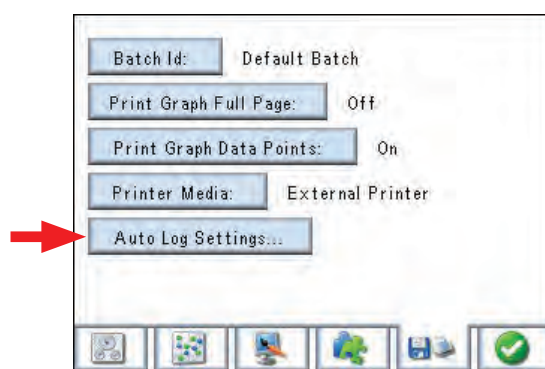 Batch Id: Default Batch
Print Graph Full Page: Off
Print Graph Data Points: On
Printer Media: External Printer
Auto Log Settings...